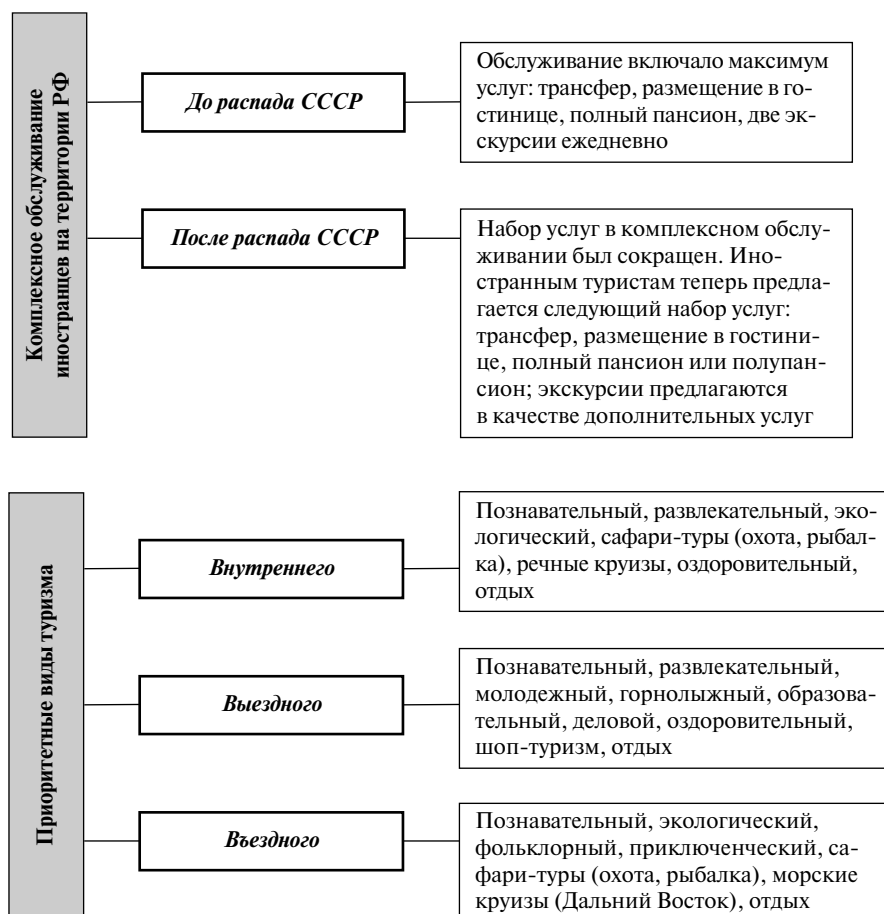 Комплексное обслуживание
иностранцев на территории РФ
До распада СССР
Обслуживание включало максимум
услуг: трансфер, размещение в го-
стинице, полный пансион, две эк-
скурсии ежедневно
После распада СССР
Набор услуг в комплексном обслу-
живании был сокращен. Ино-
странным туристам теперь предла-
гается следующий набор услуг:
трансфер, размещение в гостини-
це, полный пансион или полупан-
сион; экскурсии предлагаются
в качестве дополнительных услуг
Приоритетные виды туризма
Внутреннего
Познавательный, развлекательный, эко-
логический, сафари-туры (охота, рыбал-
ка), речные круизы, оздоровительный,
отдых
Выездного
Познавательный, развлекательный,
молодежный, горнолыжный, образова-
тельный, деловой, оздоровительный,
шоп-туризм, отдых
Въездного
Познавательный, экологический,
фольклорный, приключенческий, са-
фари-туры (охота, рыбалка), морские
круизы (Дальний Восток), отдых